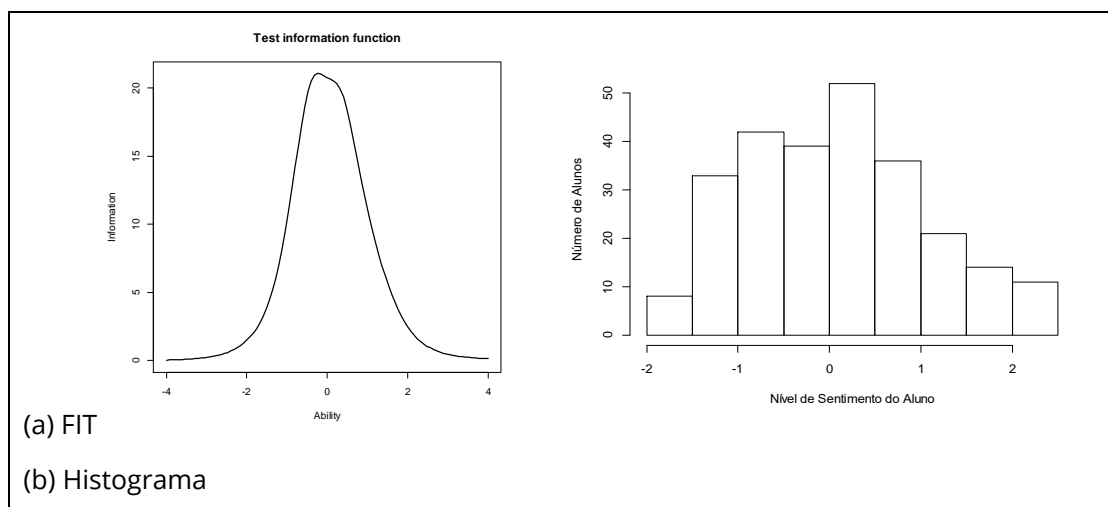 Test information function
Information
20
15
10
5
0
-4 -2 0 2 4
Ability
Número de Alunos
50
40
30
20
10
0
-2 -1 0 1 2
Nível de Sentimento do Aluno
(a) FIT
(b) Histograma